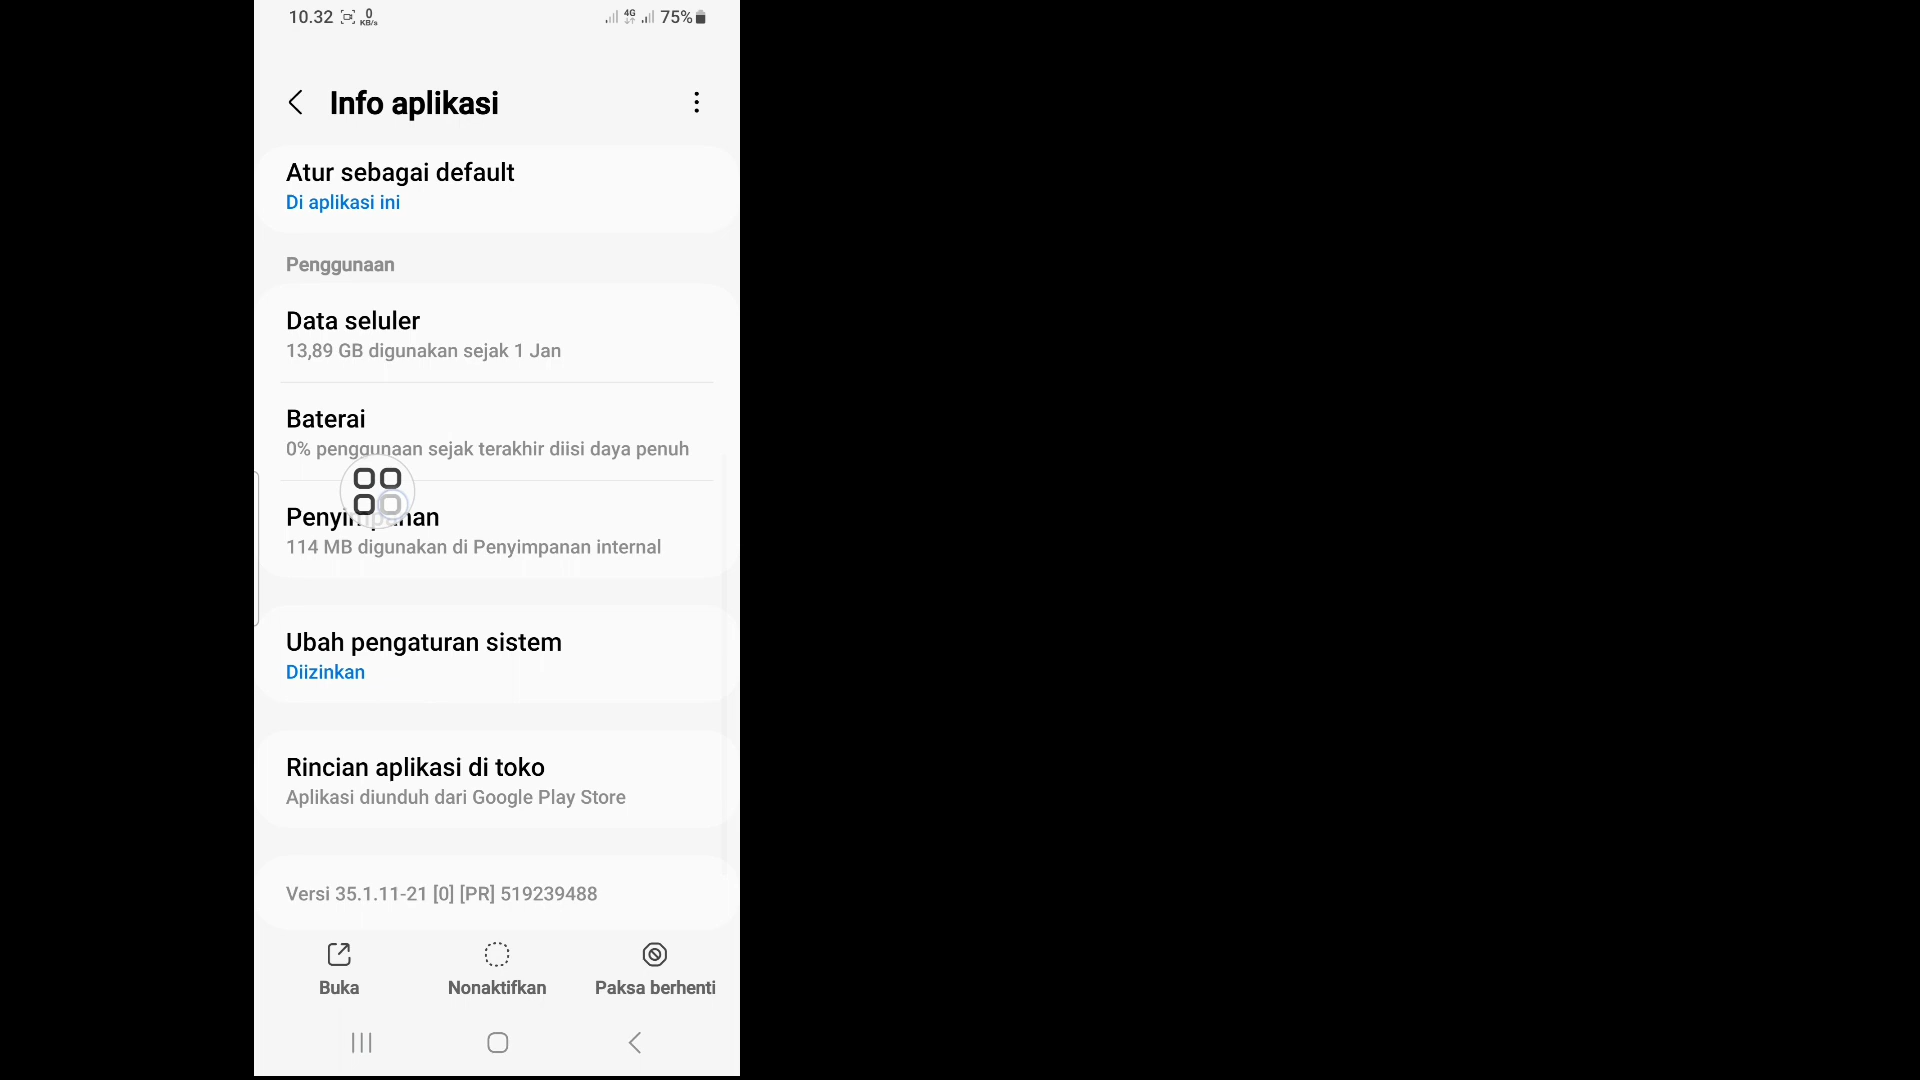 10.32 0 KB/s 4G 75%
Info aplikasi
Atur sebagai default
Di aplikasi ini
Penggunaan
Data seluler
13,89 GB digunakan sejak 1 Jan
Baterai
0% penggunaan sejak terakhir diisi daya penuh
Penyimpanan
114 MB digunakan di Penyimpanan internal
Ubah pengaturan sistem
Diizinkan
Rincian aplikasi di toko
Aplikasi diunduh dari Google Play Store
Versi 35.1.11-21 [0] [PR] 519239488
Buka Nonaktifkan Paksa berhenti